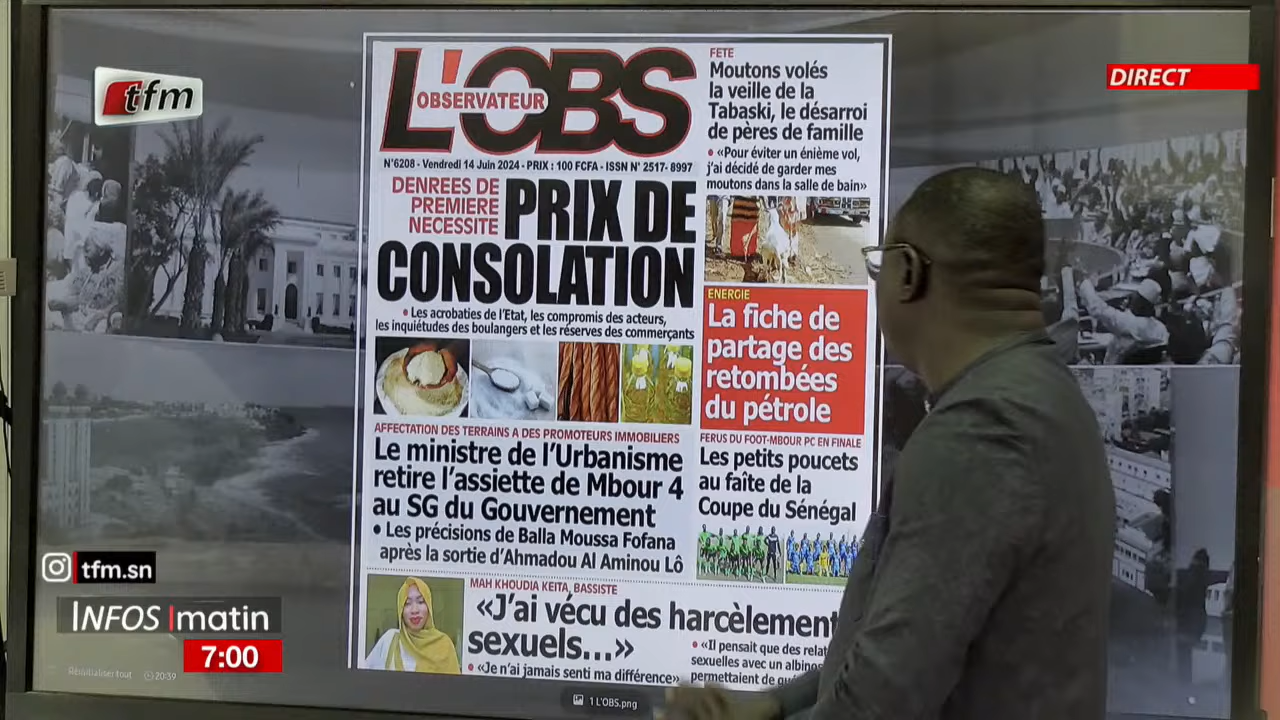 tfm
DIRECT
L'OBS
OBSERVATEUR
N°6208 - Vendredi 14 Juin 2024 - PRIX : 100 FCFA - ISSN N° 2517- 8997
DENREES DE
PREMIERE
NECESSITE
PRIX DE
CONSOLATION
• Les acrobaties de l'Etat, les compromis des acteurs,
les inquiétudes des boulangers et les réserves des commerçants
AFFECTATION DES TERRAINS A DES PROMOTEURS IMMOBILIERS
Le ministre de l'Urbanisme
retire l'assiette de Mbour 4
au SG du Gouvernement
• Les précisions de Balla Moussa Fofana
après la sortie d'Ahmadou Al Aminou Lô
FETE
Moutons volés
la veille de la
Tabaski, le désarroi
de pères de famille
• «Pour éviter un énième vol,
j'ai décidé de garder mes
moutons dans la salle de bain»
ENERGIE
La fiche de
partage des
retombées
du pétrole
FERUS DU FOOT-MBOUR PC EN FINALE
Les petits poucets
au faîte de la
Coupe du Sénégal
MAH KHOUDIA KEITA, BASSISTE
«J'ai vécu des harcèlement
sexuels...»
• «Je n'ai jamais senti ma différence»
• «Il pensait que des relat
sexuelles avec un albinos
permettaient de gu
tfm.sn
INFOS matin
7:00
Réinitialiser tout 20:39
1 L'OBS.png